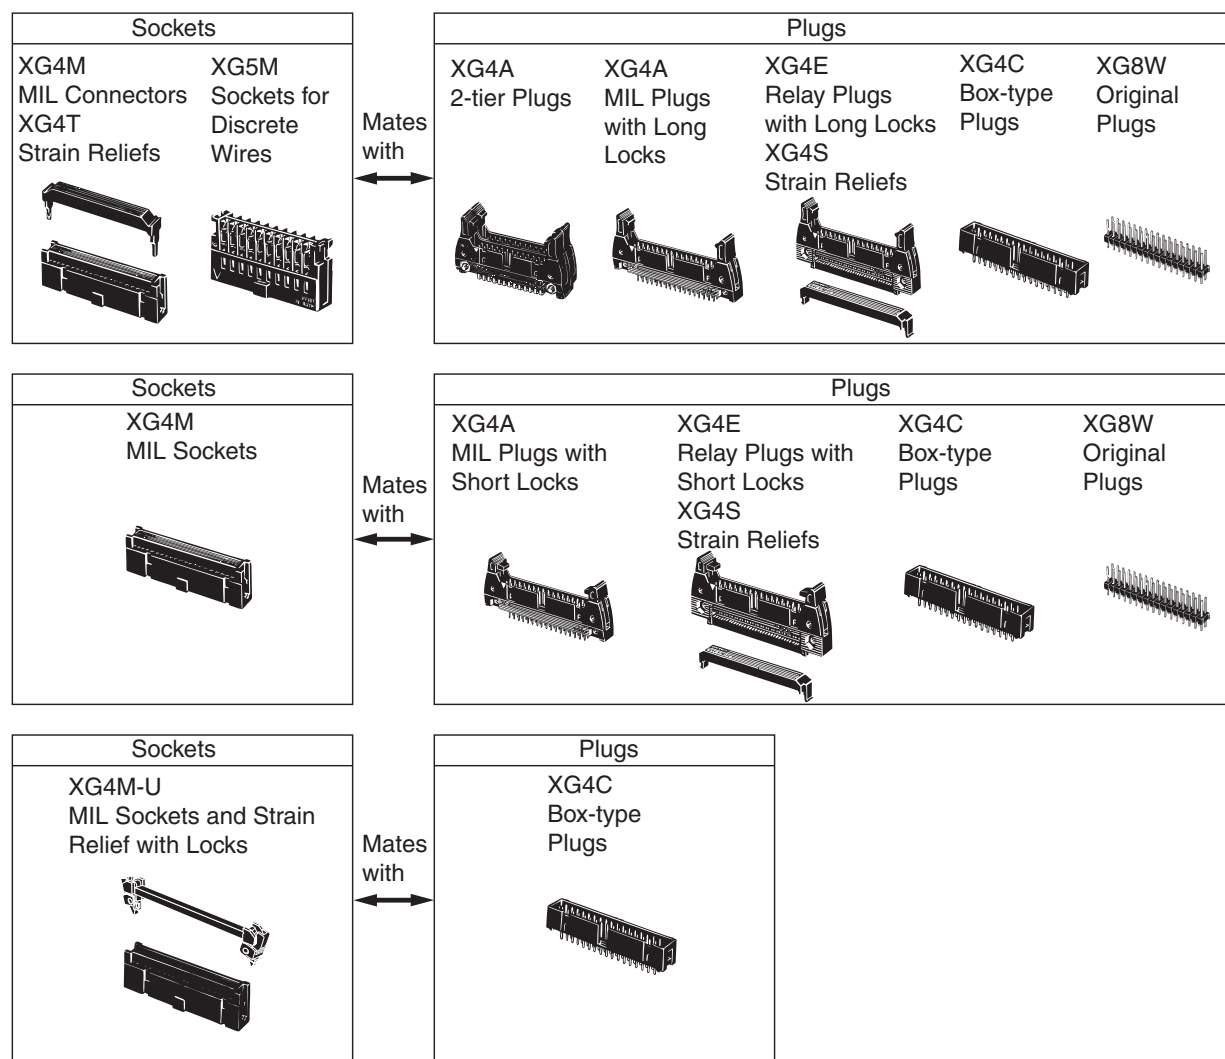 Sockets
XG4M
MIL Connectors
XG4T
Strain Reliefs
XG5M
Sockets for
Discrete
Wires
Mates
with
Plugs
XG4A
2-tier Plugs
XG4A
MIL Plugs
with Long
Locks
XG4E
Relay Plugs
with Long Locks
XG4S
Strain Reliefs
XG4C
Box-type
Plugs
XG8W
Original
Plugs
Sockets
XG4M
MIL Sockets
Mates
with
Plugs
XG4A
MIL Plugs with
Short Locks
XG4E
Relay Plugs with
Short Locks
XG4S
Strain Reliefs
XG4C
Box-type
Plugs
XG8W
Original
Plugs
Sockets
XG4M-U
MIL Sockets and Strain
Relief with Locks
Mates
with
Plugs
XG4C
Box-type
Plugs